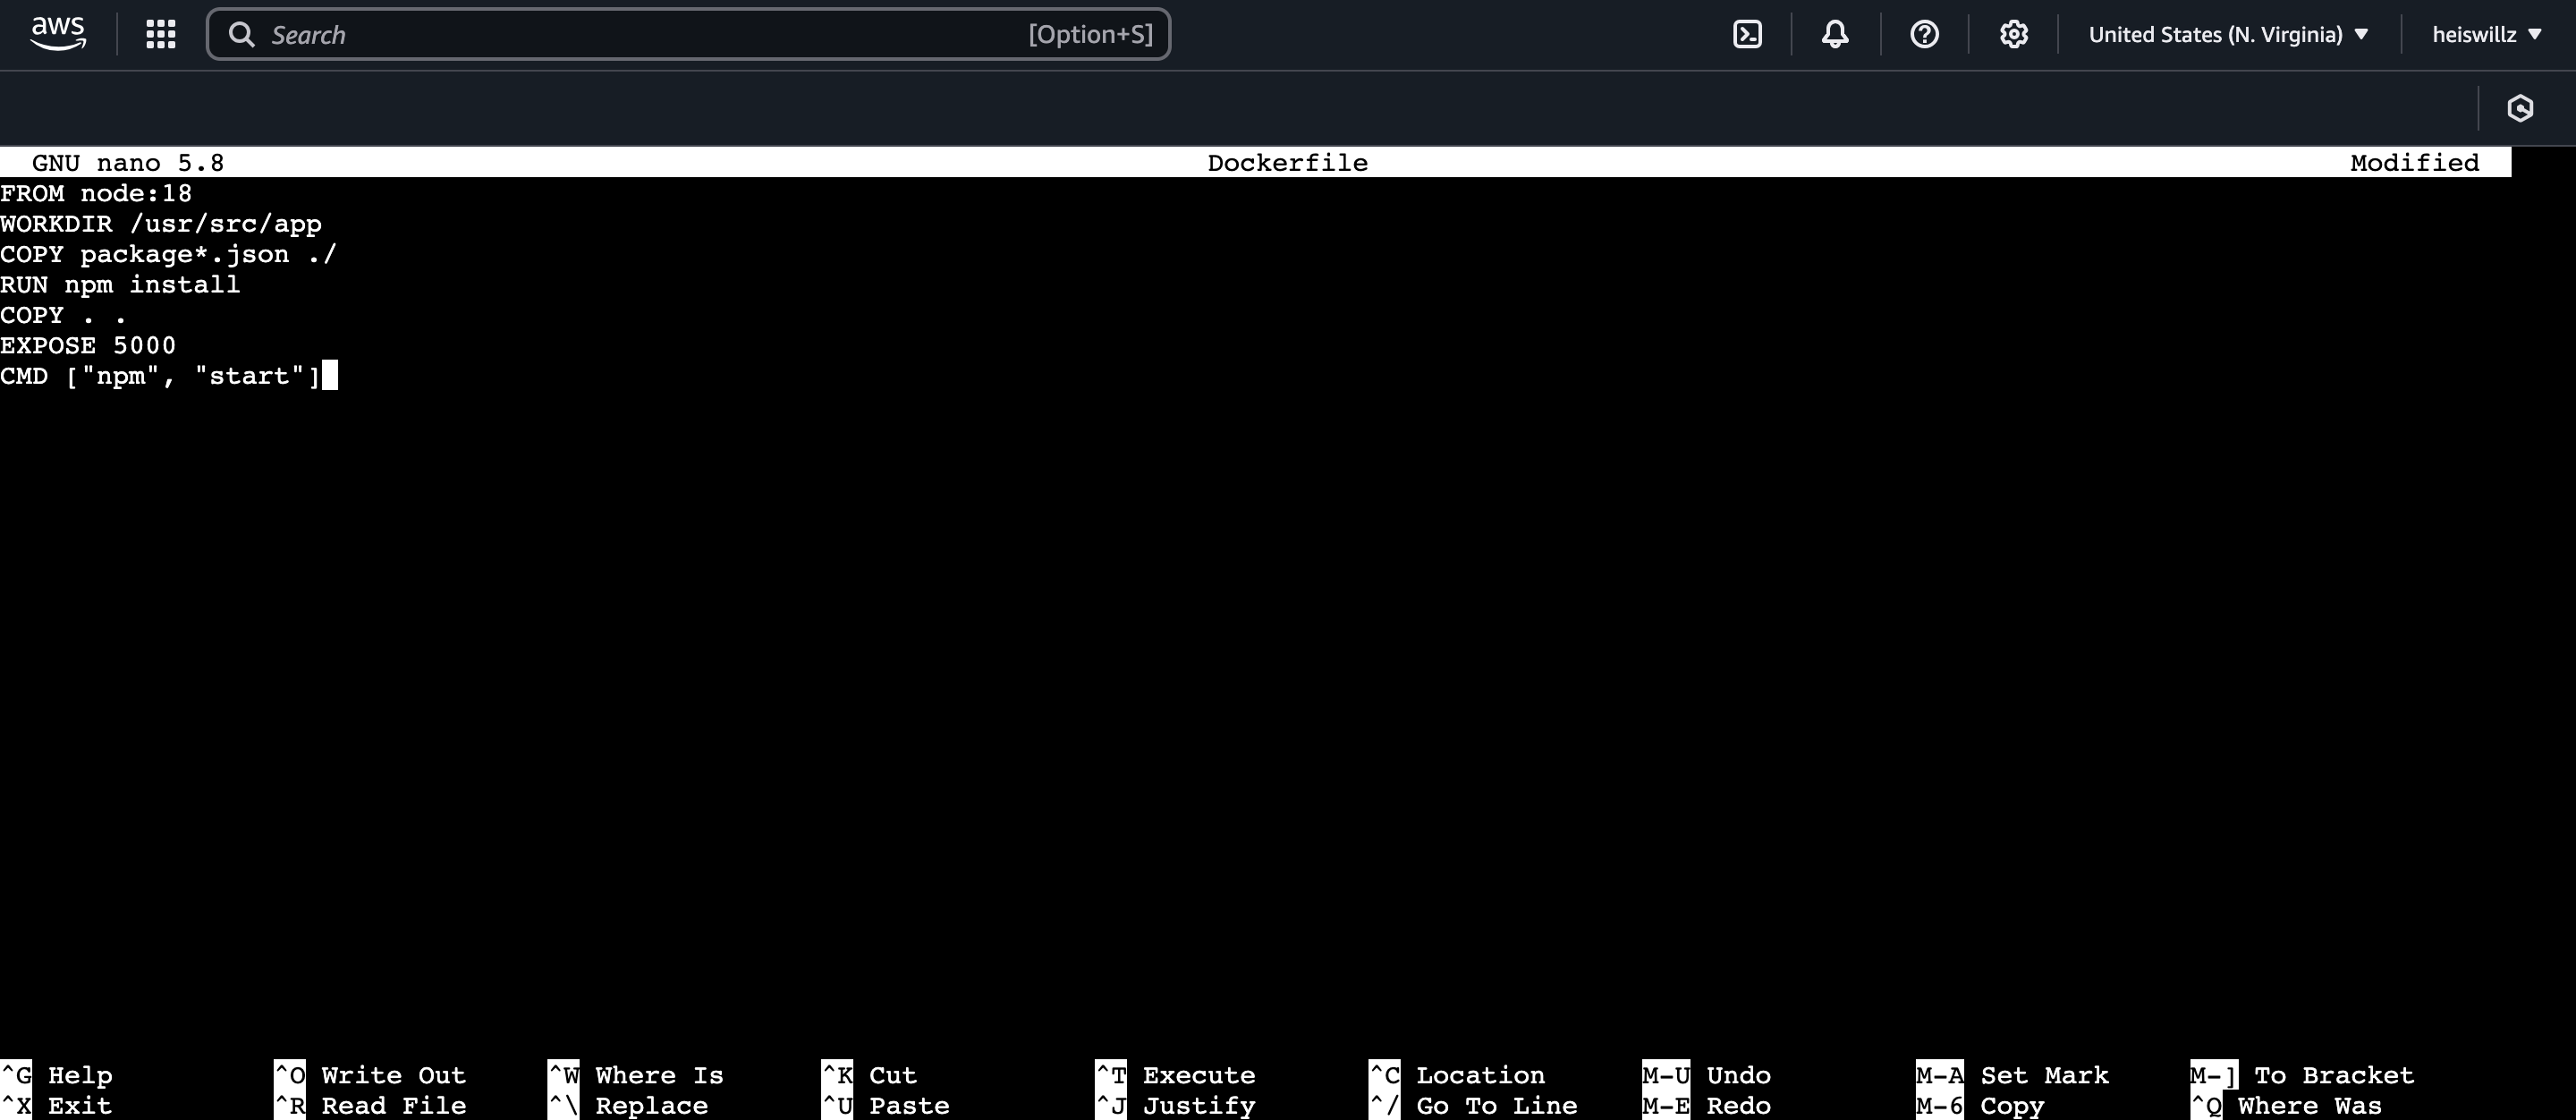 aws
Search [Option+S]
United States (N. Virginia)
heiswillz
GNU nano 5.8 Dockerfile Modified
FROM node:18
WORKDIR /usr/src/app
COPY package*.json ./
RUN npm install
COPY . .
EXPOSE 5000
CMD ["npm", "start"]
^G Help ^O Write Out ^W Where Is ^K Cut ^T Execute ^C Location M-U Undo M-A Set Mark M-] To Bracket
^X Exit ^R Read File ^\ Replace ^U Paste ^J Justify ^/ Go To Line M-E Redo M-6 Copy ^Q Where Was